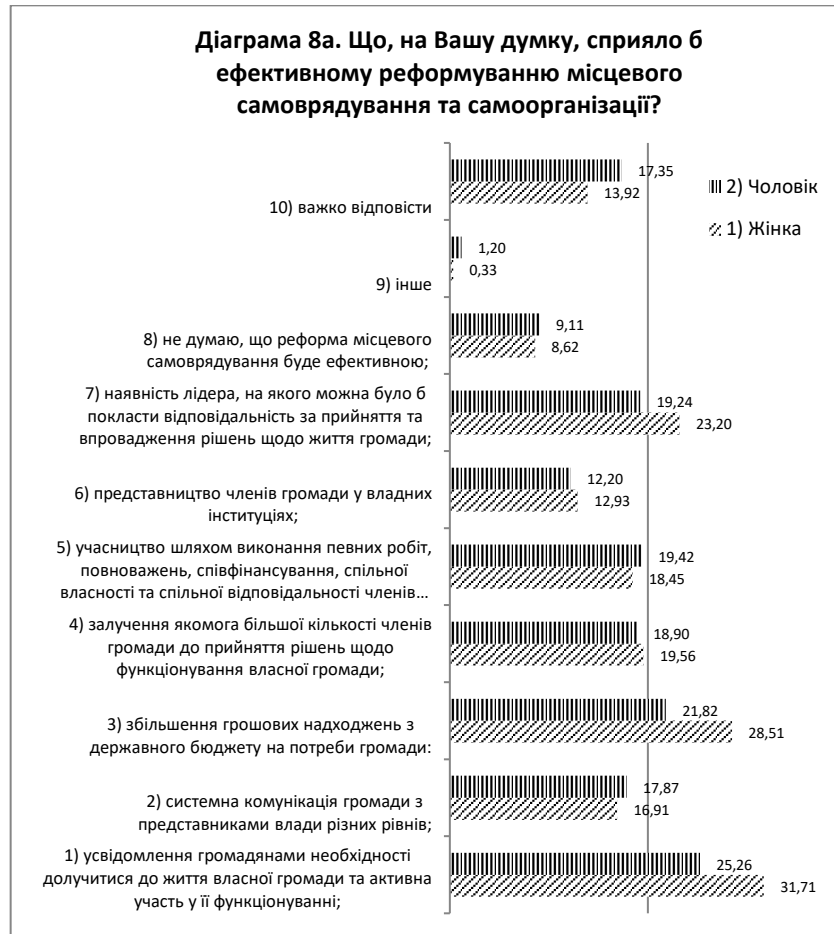 Діаграма 8а. Що, на Вашу думку, сприяло б
ефективному реформуванню місцевого
самоврядування та самоорганізації?
17,35
13,92
10) важко відповісти
2) Чоловік
1) Жінка
1,20
0,33
9) інше
9,11
8,62
8) не думаю, що реформа місцевого
самоврядування буде ефективною;
19,24
23,20
7) наявність лідера, на якого можна було б
покласти відповідальність за прийняття та
впровадження рішень щодо життя громади;
12,20
12,93
6) представництво членів громади у владних
інституціях;
19,42
18,45
5) учасництво шляхом виконання певних робіт,
повноважень, співфінансування, спільної
власності та спільної відповідальності членів…
18,90
19,56
4) залучення якомога більшої кількості членів
громади до прийняття рішень щодо
функціонування власної громади;
21,82
28,51
3) збільшення грошових надходжень з
державного бюджету на потреби громади:
17,87
16,91
2) системна комунікація громади з
представниками влади різних рівнів;
25,26
31,71
1) усвідомлення громадянами необхідності
долучитися до життя власної громади та активна
участь у її функціонуванні;